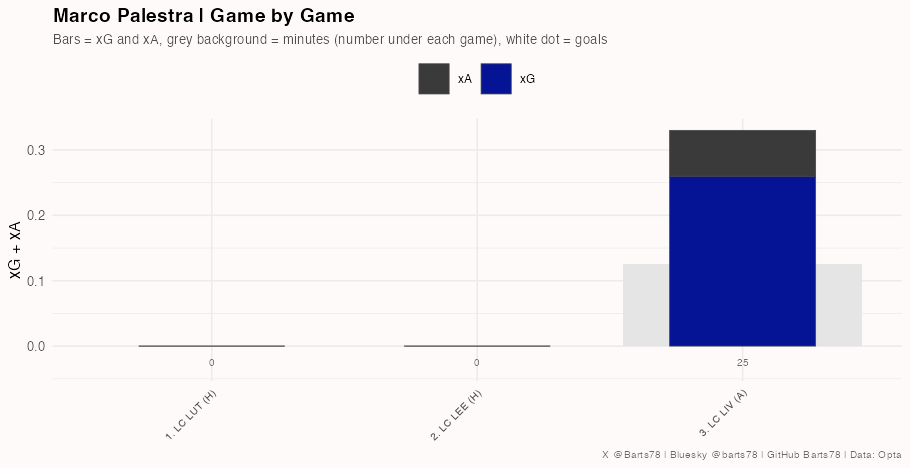 Marco Palestra | Game by Game
Bars = xG and xA, grey background = minutes (number under each game), white dot = goals
xA xG
xG + xA
0.3
0.2
0.1
0.0
0 0 25
1. LC LUT (H) 2. LC LEE (H) 3. LC LIV (A)
X @Barts78 | Bluesky @barts78 | GitHub Barts78 | Data: Opta